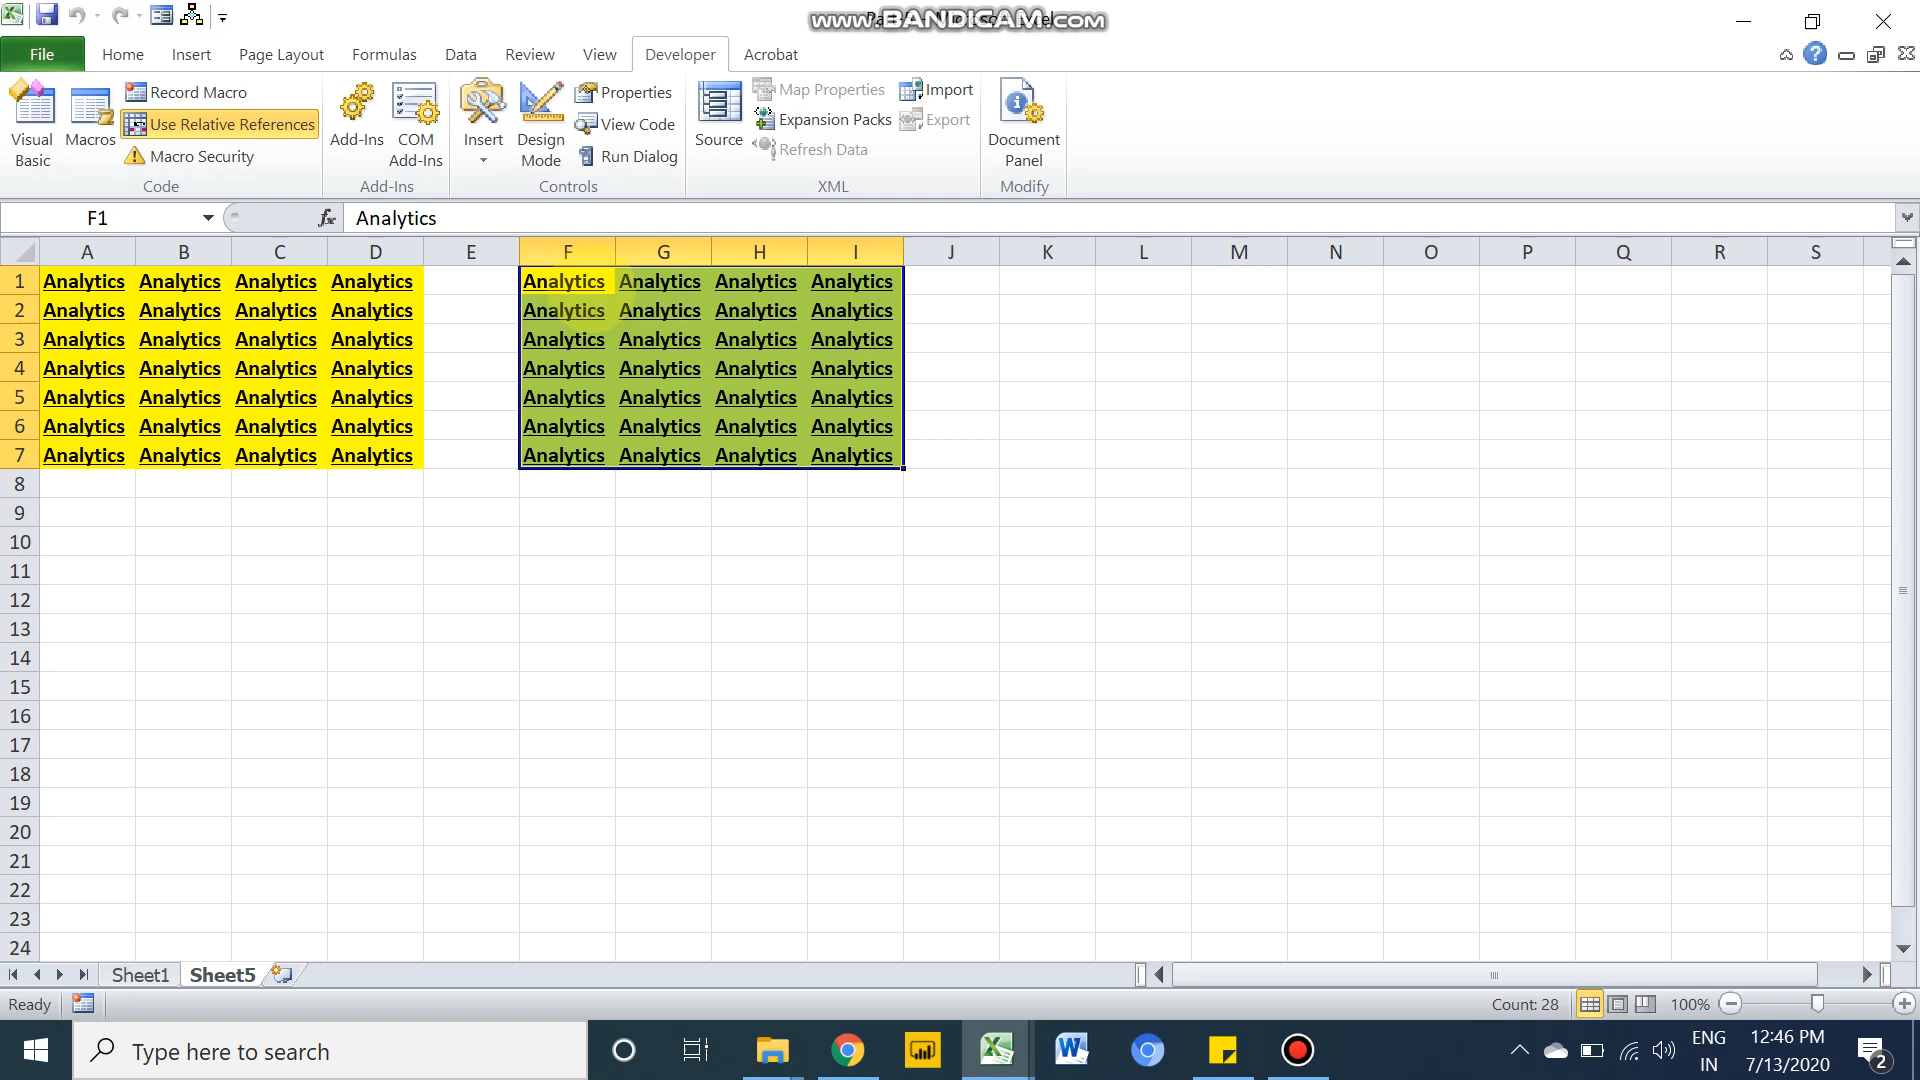 www.BANDICAM.com
File Home Insert Page Layout Formulas Data Review View Developer Acrobat
Visual Basic
Macros
Record Macro
Use Relative References
Macro Security
Code
Add-Ins
COM Add-Ins
Add-Ins
Insert
Design Mode
Properties
View Code
Run Dialog
Controls
Source
Map Properties
Expansion Packs
Refresh Data
Import
Export
XML
Document Panel
Modify
F1 fx Analytics
A B C D E F G H I J K L M N O P Q R S
1 Analytics Analytics Analytics Analytics Analytics Analytics Analytics Analytics
2 Analytics Analytics Analytics Analytics Analytics Analytics Analytics Analytics
3 Analytics Analytics Analytics Analytics Analytics Analytics Analytics Analytics
4 Analytics Analytics Analytics Analytics Analytics Analytics Analytics Analytics
5 Analytics Analytics Analytics Analytics Analytics Analytics Analytics Analytics
6 Analytics Analytics Analytics Analytics Analytics Analytics Analytics Analytics
7 Analytics Analytics Analytics Analytics Analytics Analytics Analytics Analytics
8
9
10
11
12
13
14
15
16
17
18
19
20
21
22
23
24
Sheet1 Sheet5
Ready Count: 28 100%
Type here to search
ENG
IN
12:46 PM
7/13/2020
2